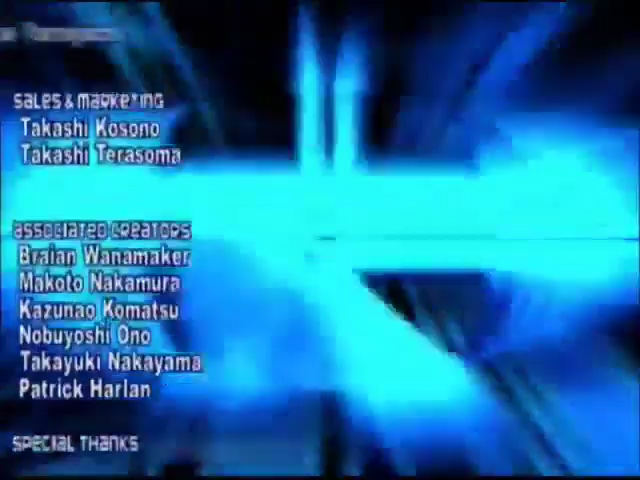 SALES & MARKETING
Takashi Kosono
Takashi Terasoma
ASSOCIATED CREATORS
Braian Wanamaker
Makoto Nakamura
Kazunao Komatsu
Nobuyoshi Ono
Takayuki Nakayama
Patrick Harlan
SPECIAL THANKS